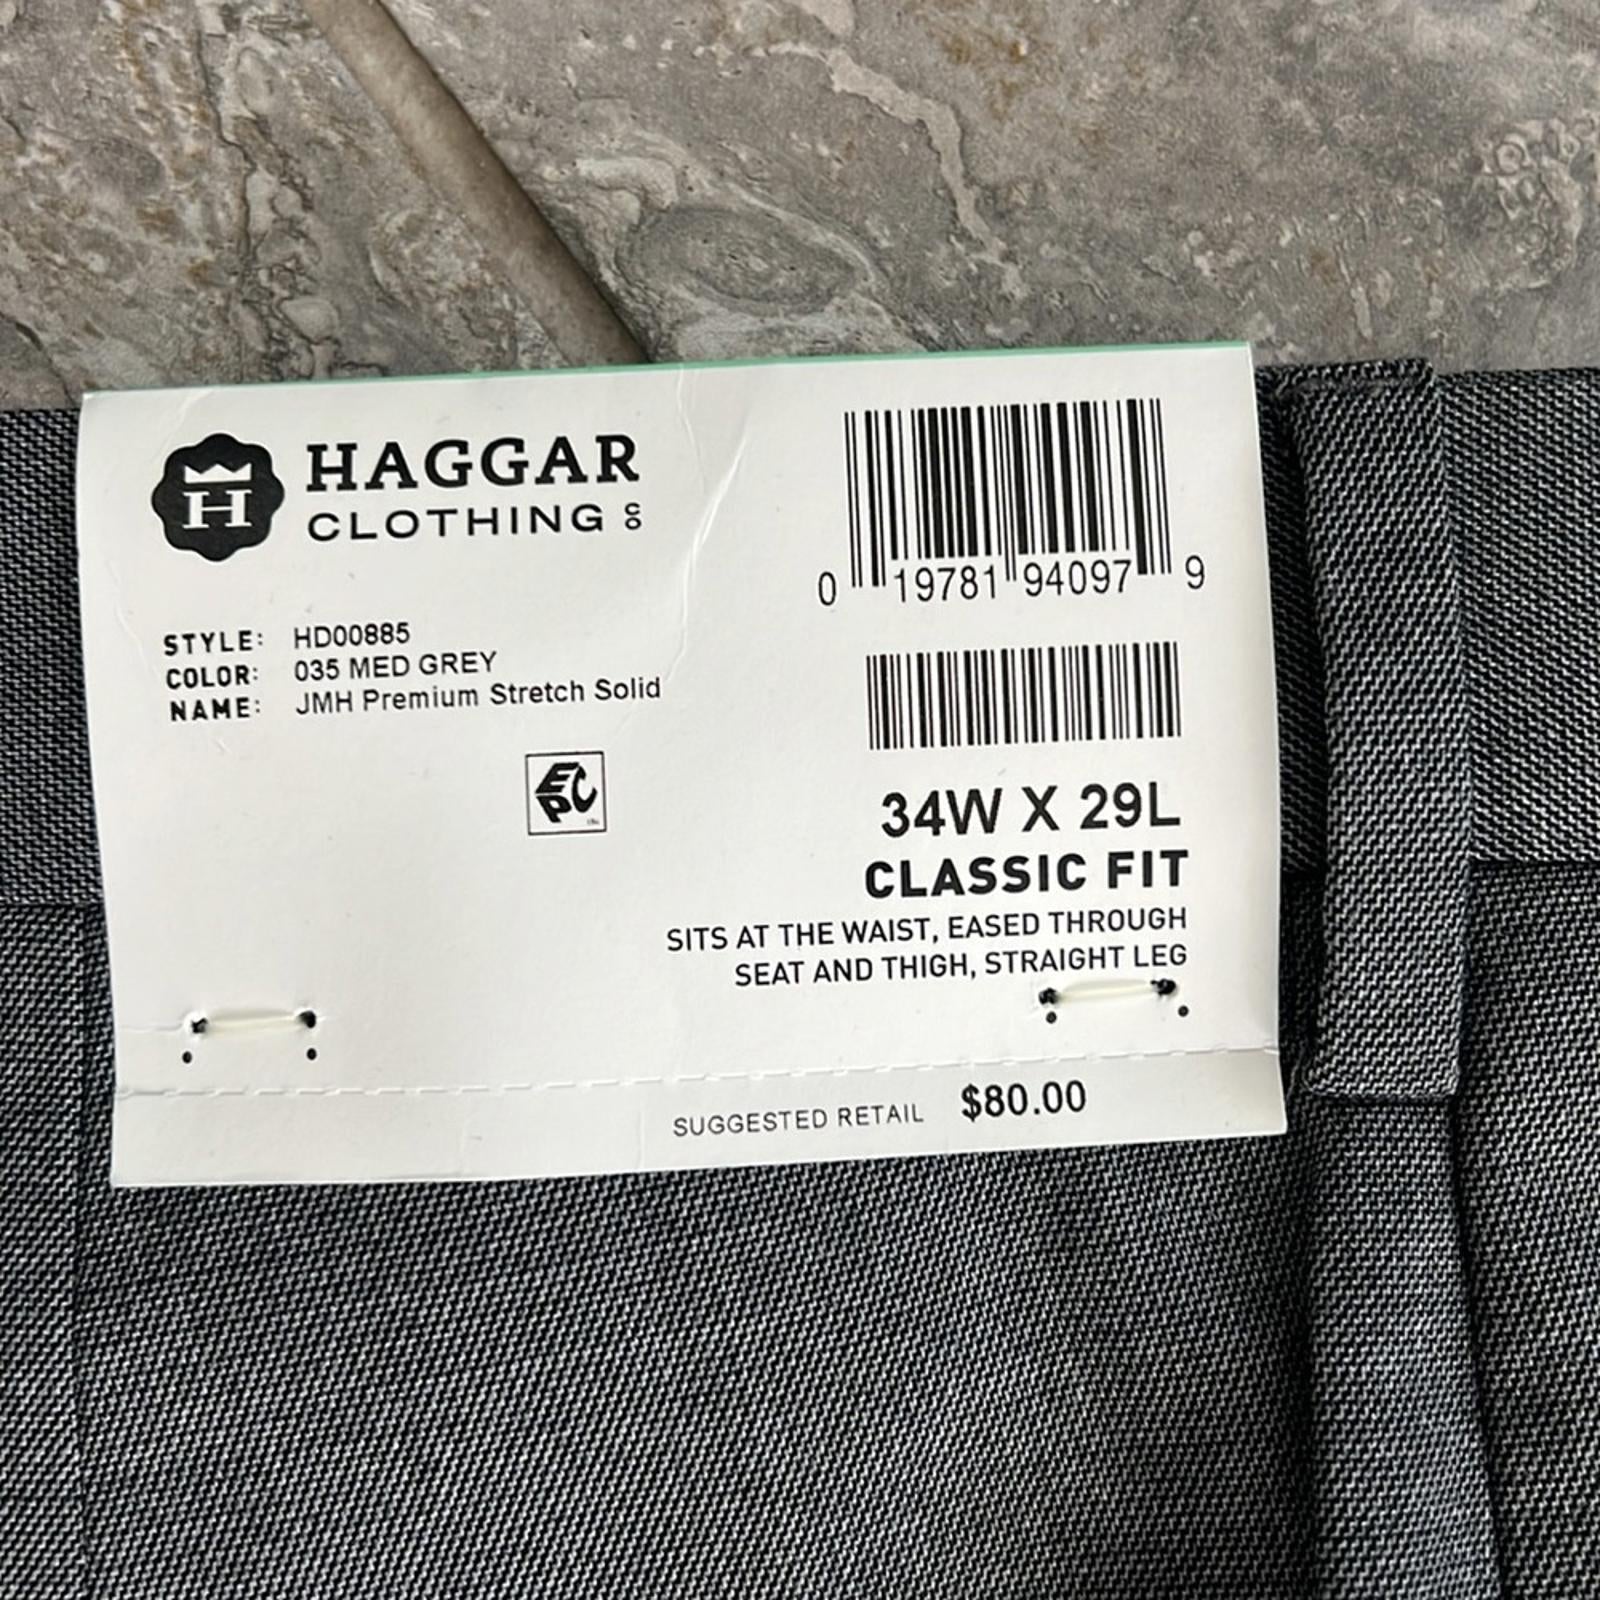 H
HAGGAR
CLOTHING CO
0 19781 94097 9
STYLE: HD00885
COLOR: 035 MED GREY
NAME: JMH Premium Stretch Solid
EPC
34W X 29L
CLASSIC FIT
SITS AT THE WAIST, EASED THROUGH
SEAT AND THIGH, STRAIGHT LEG
SUGGESTED RETAIL $80.00